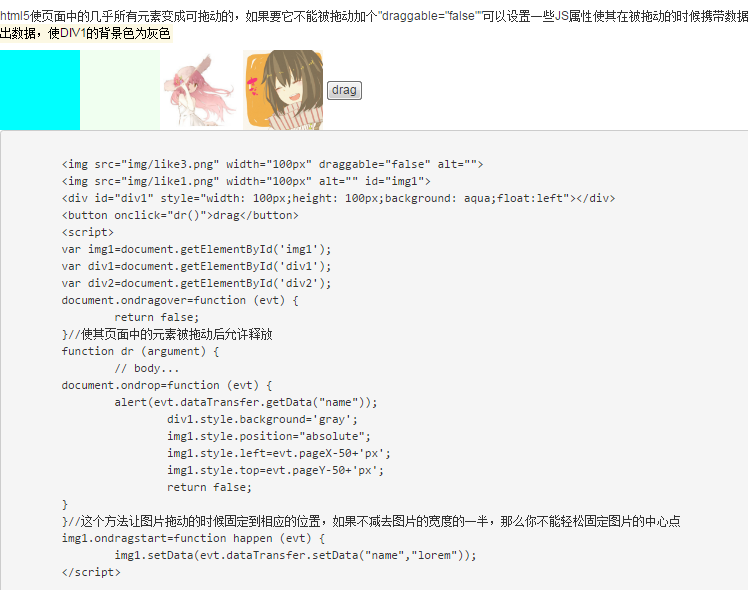 html5使页面中的几乎所有元素变成可拖动的，如果要它不能被拖动加个"draggable="false""可以设置一些JS属性使其在被拖动的时候携带数据
出数据，使DIV1的背景色为灰色
drag
<img src="img/like3.png" width="100px" draggable="false" alt="">
<img src="img/like1.png" width="100px" alt="" id="img1">
<div id="div1" style="width: 100px;height: 100px;background: aqua;float:left"></div>
<button onclick="dr()">drag</button>
<script>
var img1=document.getElementById('img1');
var div1=document.getElementById('div1');
var div2=document.getElementById('div2');
document.ondragover=function (evt) {
return false;
}//使其页面中的元素被拖动后允许释放
function dr (argument) {
// body...
document.ondrop=function (evt) {
alert(evt.dataTransfer.getData("name"));
div1.style.background='gray';
img1.style.position="absolute";
img1.style.left=evt.pageX-50+'px';
img1.style.top=evt.pageY-50+'px';
return false;
}
}//这个方法让图片拖动的时候固定到相应的位置，如果不减去图片的宽度的一半，那么你不能轻松固定图片的中心点
img1.ondragstart=function happen (evt) {
img1.setData(evt.dataTransfer.setData("name","lorem"));
</script>